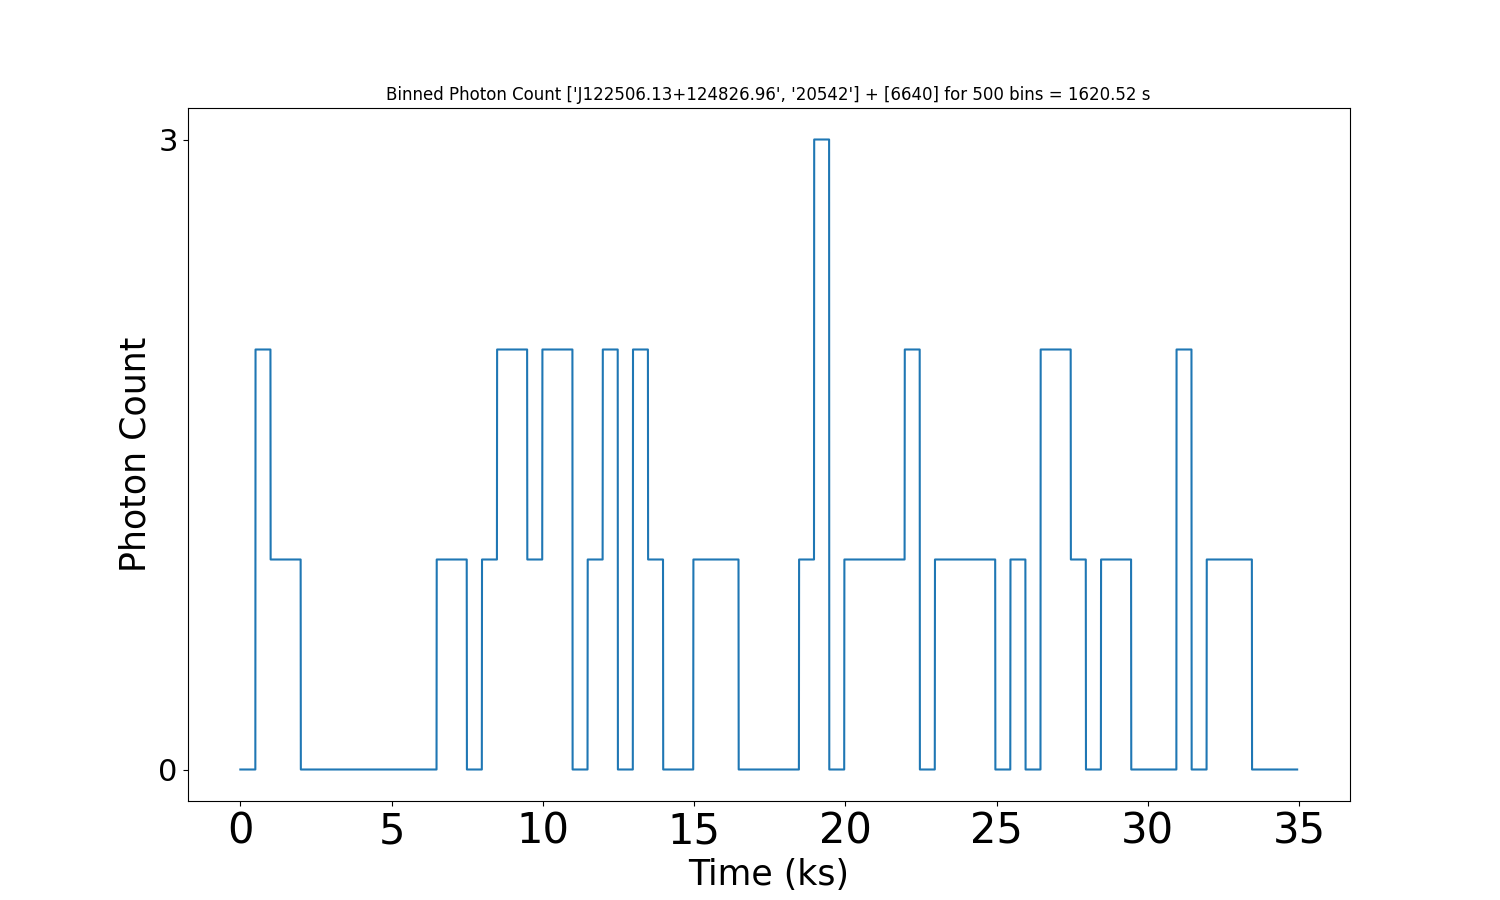 Binned Photon Count ['J122506.13+124826.96', '20542'] + [6640] for 500 bins = 1620.52 s
3
0
Photon Count
0 5 10 15 20 25 30 35
Time (ks)